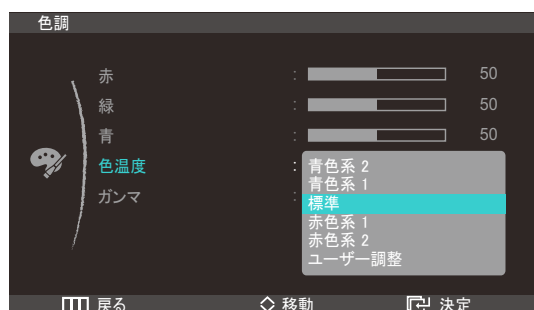 色調
赤 : 50
緑 : 50
青 : 50
色温度 : 青色系 2
青色系 1
標準
ガンマ :
赤色系 1
赤色系 2
ユーザー調整
戻る 移動 決定